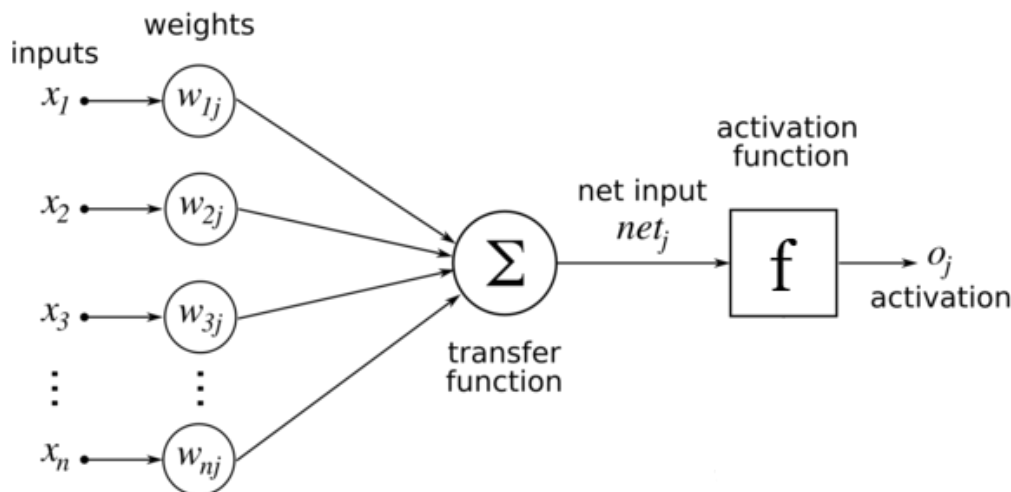 weights
inputs
x1
w1j
x2
w2j
x3
w3j
⋮ ⋮
xn
wnj
Σ
transfer
function
net input
netj
activation
function
f
oj
activation